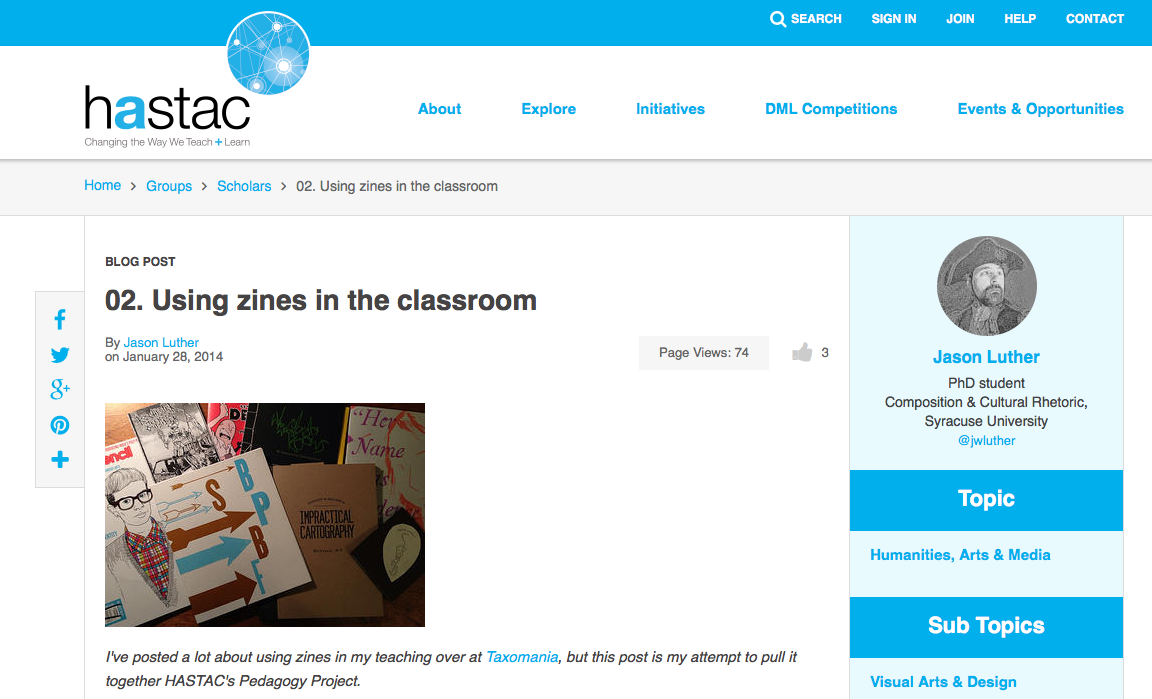 SEARCH SIGN IN JOIN HELP CONTACT
hastac
Changing the Way We Teach + Learn
About Explore Initiatives DML Competitions Events & Opportunities
Home > Groups > Scholars > 02. Using zines in the classroom
BLOG POST
02. Using zines in the classroom
By Jason Luther
on January 28, 2014
Page Views: 74
3
BPBF
IMPRACTICAL
CARTOGRAPHY
"Her
Name
I've posted a lot about using zines in my teaching over at Taxomania, but this post is my attempt to pull it
together HASTAC's Pedagogy Project.
Jason Luther
PhD student
Composition & Cultural Rhetoric,
Syracuse University
@jwluther
Topic
Humanities, Arts & Media
Sub Topics
Visual Arts & Design